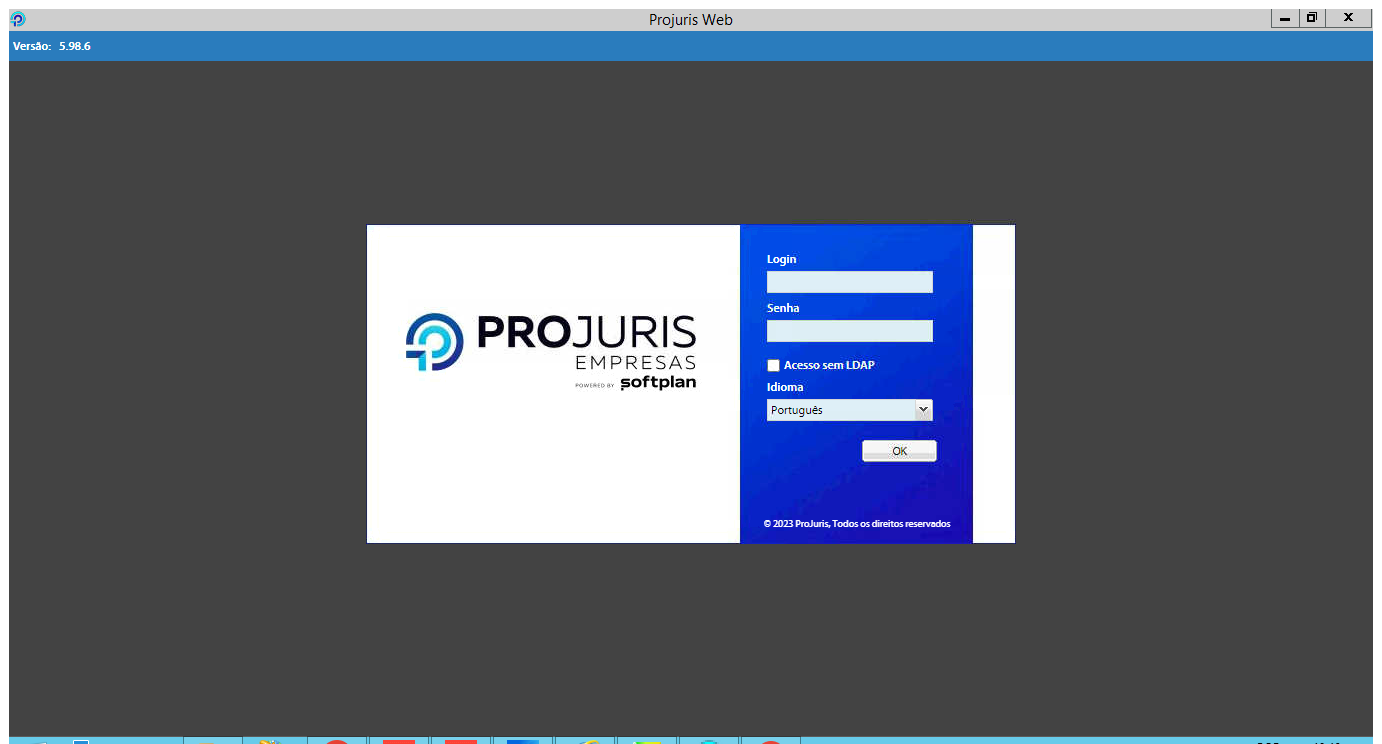 Projuris Web
Versão: 5.98.6
Login
PROJURIS
EMPRESAS
POWERED BY softplan
Senha
Acesso sem LDAP
Idioma
Português
OK
© 2023 ProJuris, Todos os direitos reservados